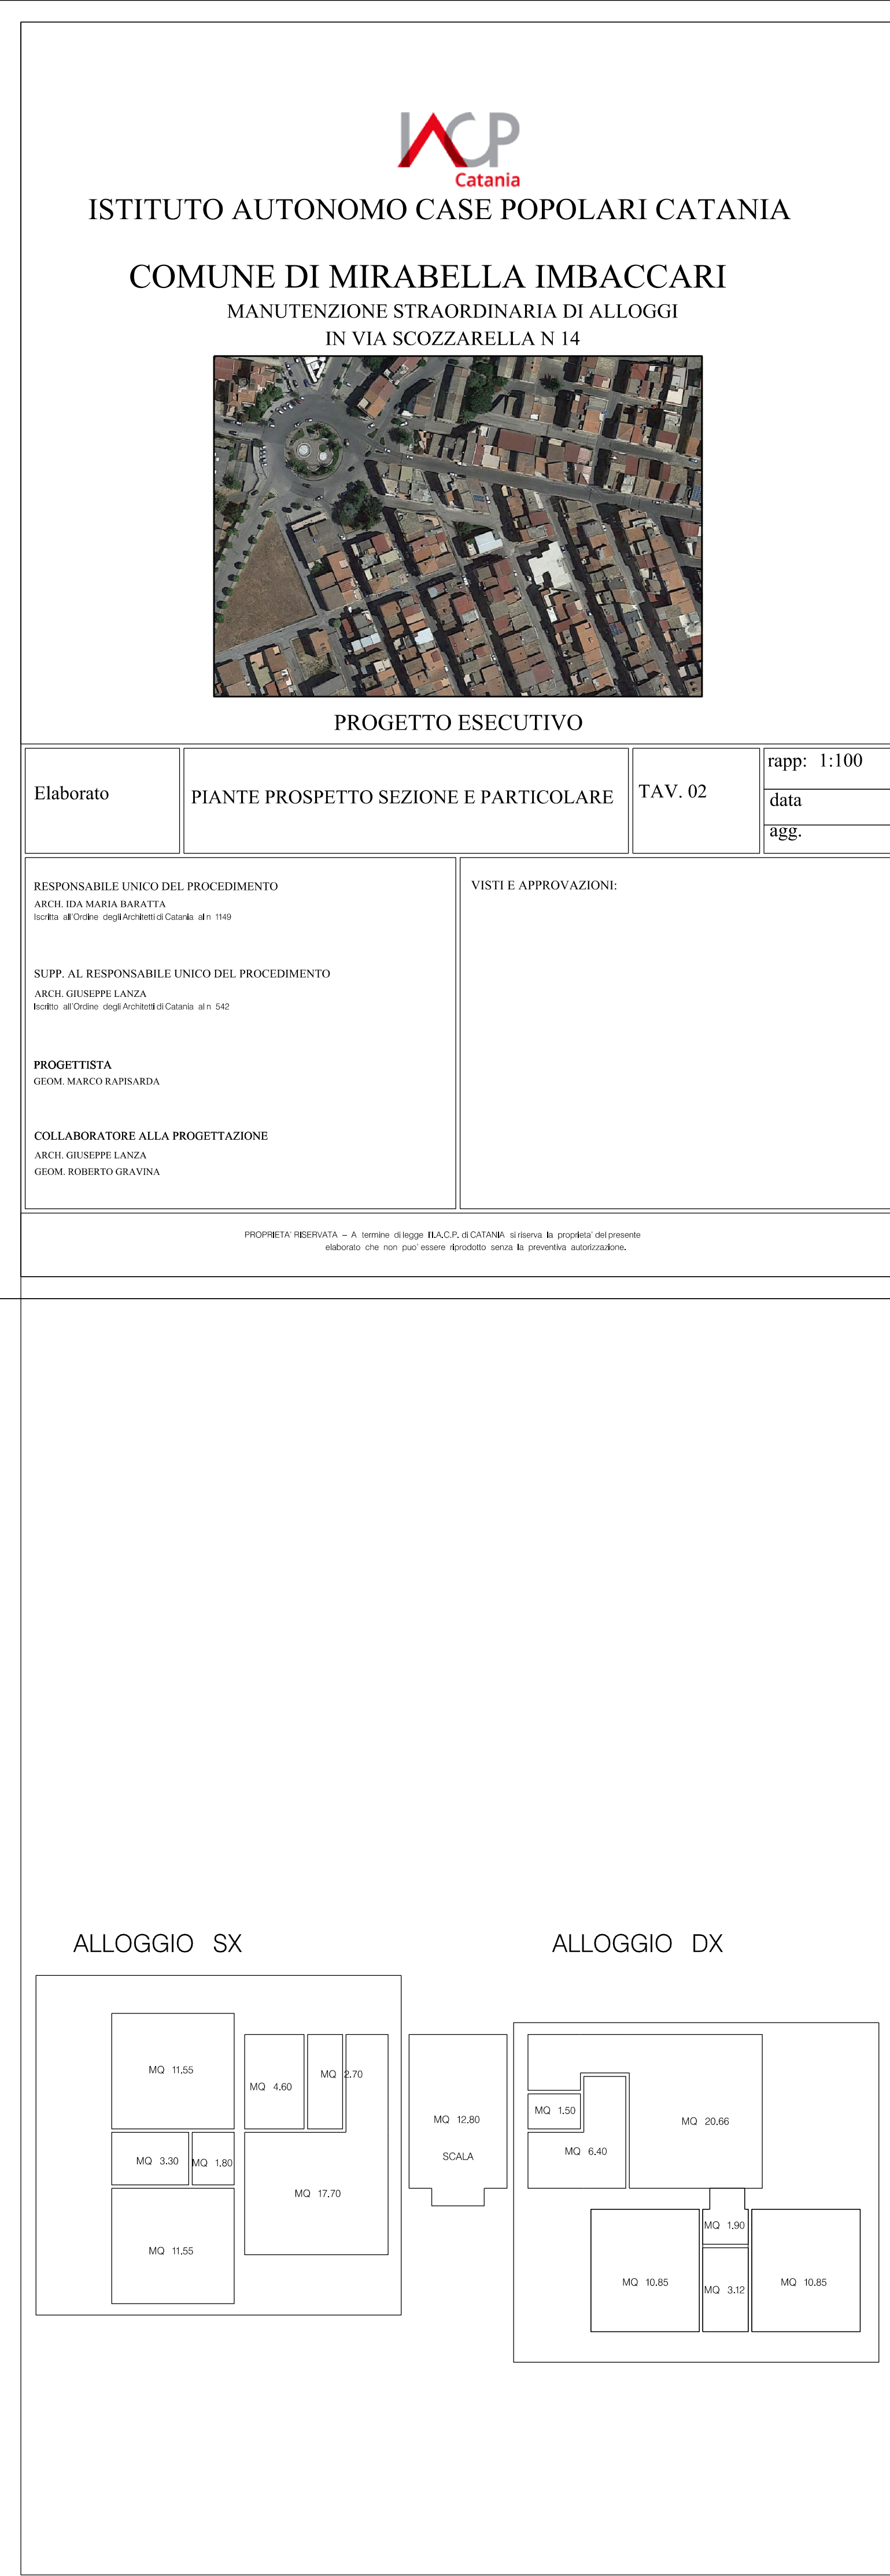 IACP
Catania
ISTITUTO AUTONOMO CASE POPOLARI CATANIA
COMUNE DI MIRABELLA IMBACCARI
MANUTENZIONE STRAORDINARIA DI ALLOGGI
IN VIA SCOZZARELLA N 14
PROGETTO ESECUTIVO
Elaborato
PIANTE PROSPETTO SEZIONE E PARTICOLARE
TAV. 02
rapp: 1:100
data
agg.
RESPONSABILE UNICO DEL PROCEDIMENTO
ARCH. IDA MARIA BARATTA
Iscritta all'Ordine degli Architetti di Catania al n 1149
SUPP. AL RESPONSABILE UNICO DEL PROCEDIMENTO
ARCH. GIUSEPPE LANZA
Iscritto all'Ordine degli Architetti di Catania al n 542
PROGETTISTA
GEOM. MARCO RAPISARDA
COLLABORATORE ALLA PROGETTAZIONE
ARCH. GIUSEPPE LANZA
GEOM. ROBERTO GRAVINA
VISTI E APPROVAZIONI:
PROPRIETA' RISERVATA – A termine di legge l'I.A.C.P. di CATANIA si riserva la proprieta' del presente
elaborato che non puo' essere riprodotto senza la preventiva autorizzazione.
ALLOGGIO SX
MQ 11.55
MQ 4.60
MQ 2.70
MQ 3.30
MQ 1.80
MQ 17.70
MQ 11.55
MQ 12.80
SCALA
ALLOGGIO DX
MQ 1.50
MQ 20.66
MQ 6.40
MQ 1.90
MQ 10.85
MQ 3.12
MQ 10.85